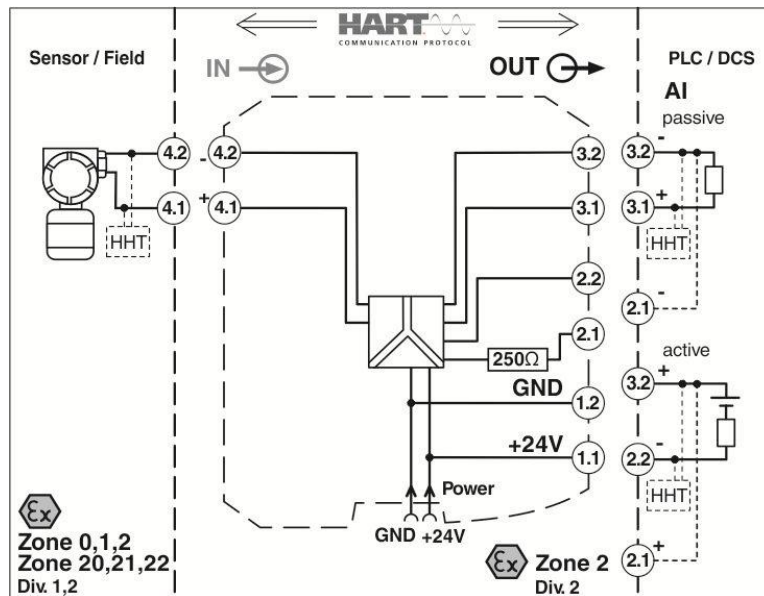 HART
COMMUNICATION PROTOCOL
Sensor / Field
IN
OUT
PLC / DCS
AI
passive
4.2
- 4.2
3.2
3.2 -
4.1
+ 4.1
3.1
3.1 +
HHT
HHT
2.2
2.1 -
2.1
250Ω
active
GND
1.2
3.2 +
+24V
1.1
2.2 -
Power
HHT
GND +24V
Ex
Zone 0,1,2
Zone 20,21,22
Div. 1,2
Ex Zone 2
Div. 2
2.1 +